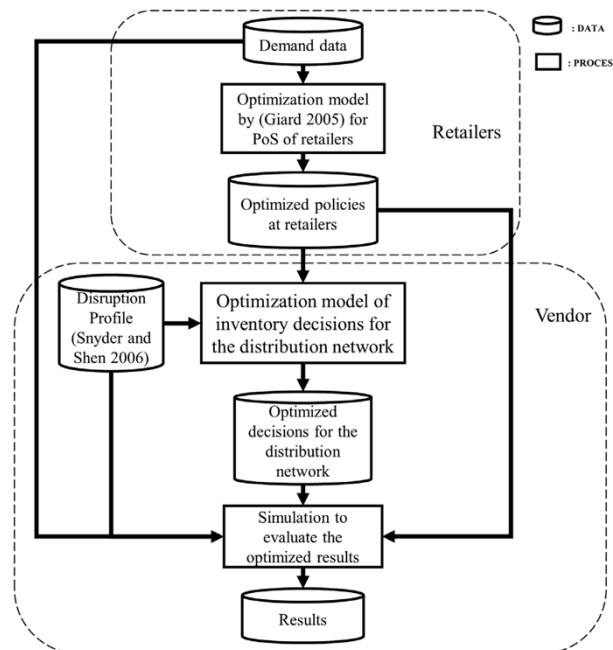 Demand data
: DATA
: PROCES
Optimization model
by (Giard 2005) for
PoS of retailers
Retailers
Optimized policies
at retailers
Disruption
Profile
(Snyder and
Shen 2006)
Optimization model of
inventory decisions for
the distribution network
Vendor
Optimized
decisions for the
distribution
network
Simulation to
evaluate the
optimized results
Results